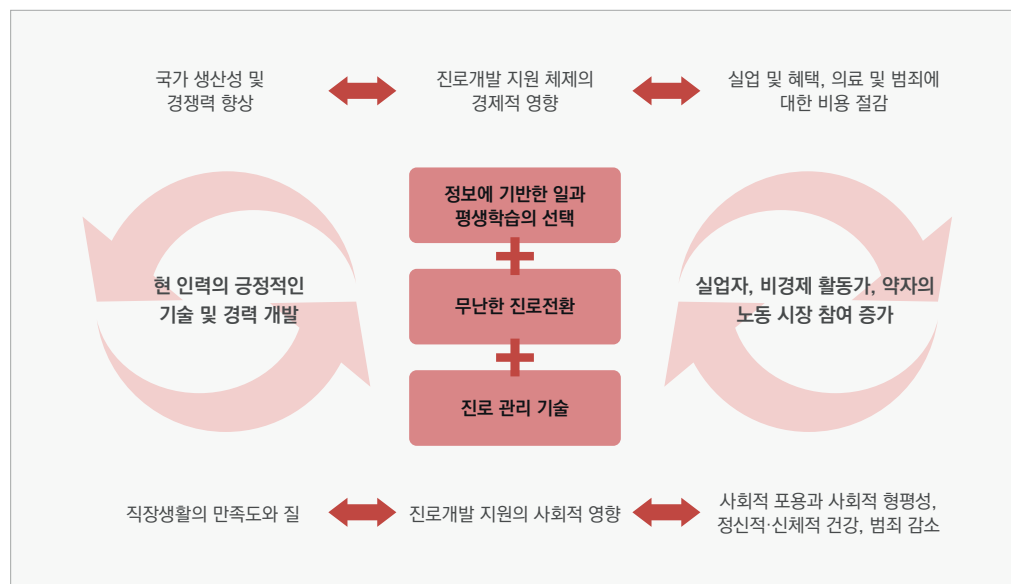 국가 생산성 및
경쟁력 향상
진로개발 지원 체제의
경제적 영향
실업 및 혜택, 의료 및 범죄에
대한 비용 절감
정보에 기반한 일과
평생학습의 선택
현 인력의 긍정적인
기술 및 경력 개발
무난한 진로전환
실업자, 비경제 활동가, 약자의
노동 시장 참여 증가
진로 관리 기술
직장생활의 만족도와 질
진로개발 지원의 사회적 영향
사회적 포용과 사회적 형평성,
정신적·신체적 건강, 범죄 감소